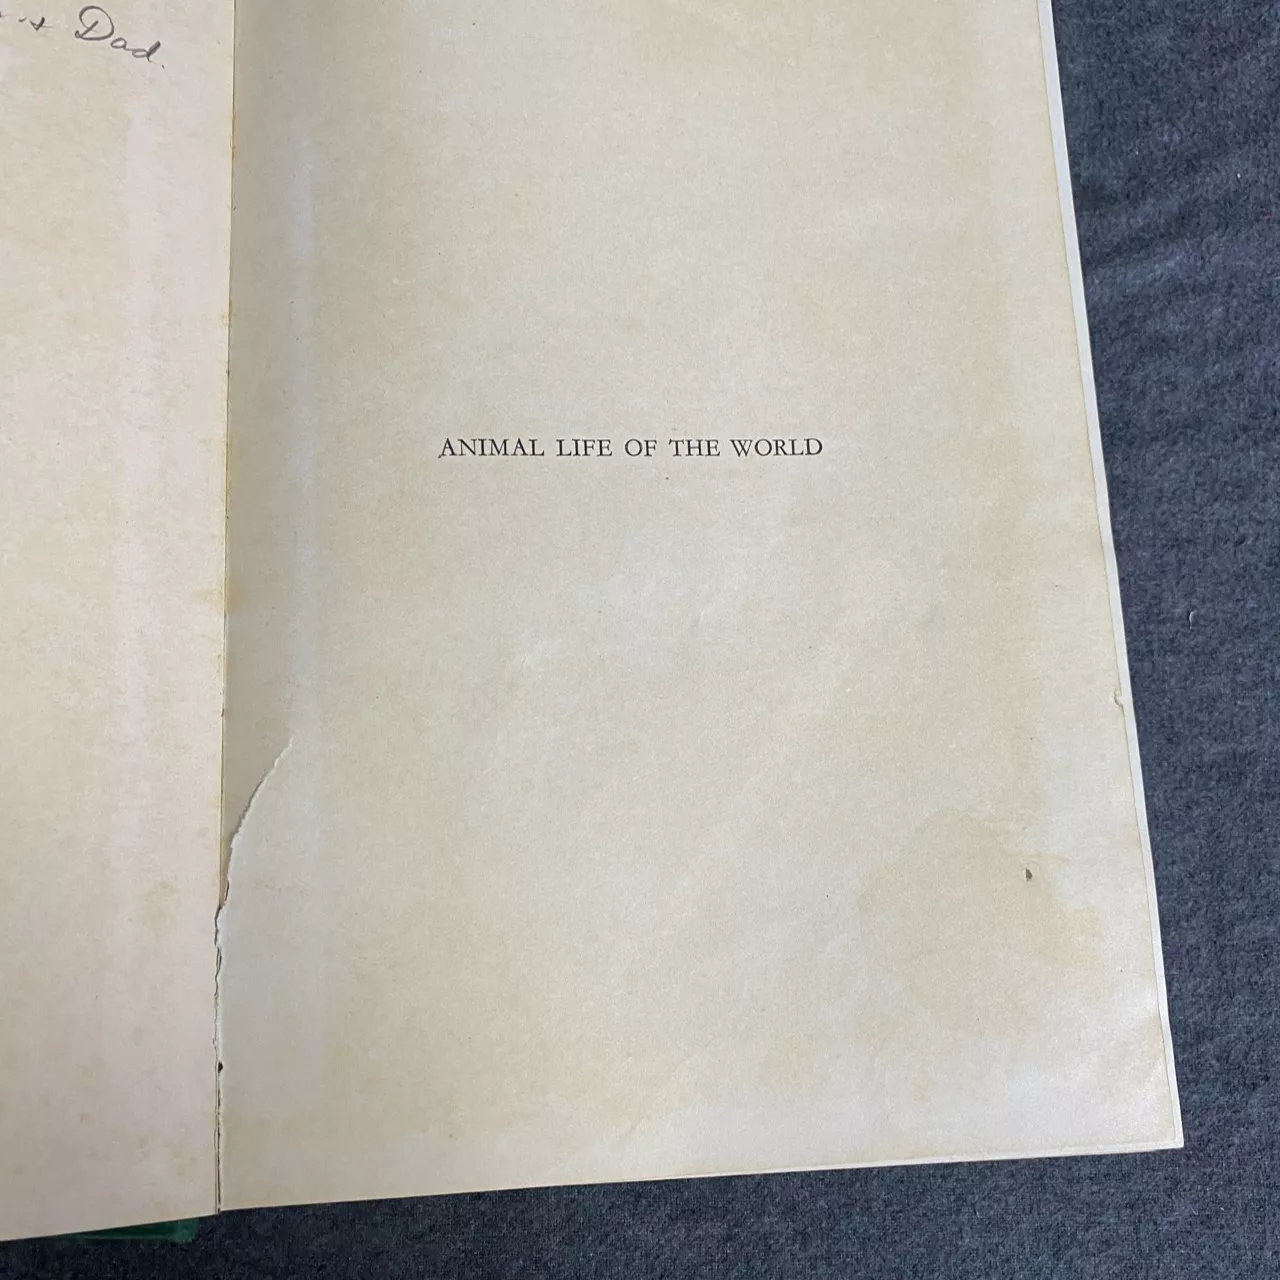 Dad.
ANIMAL LIFE OF THE WORLD